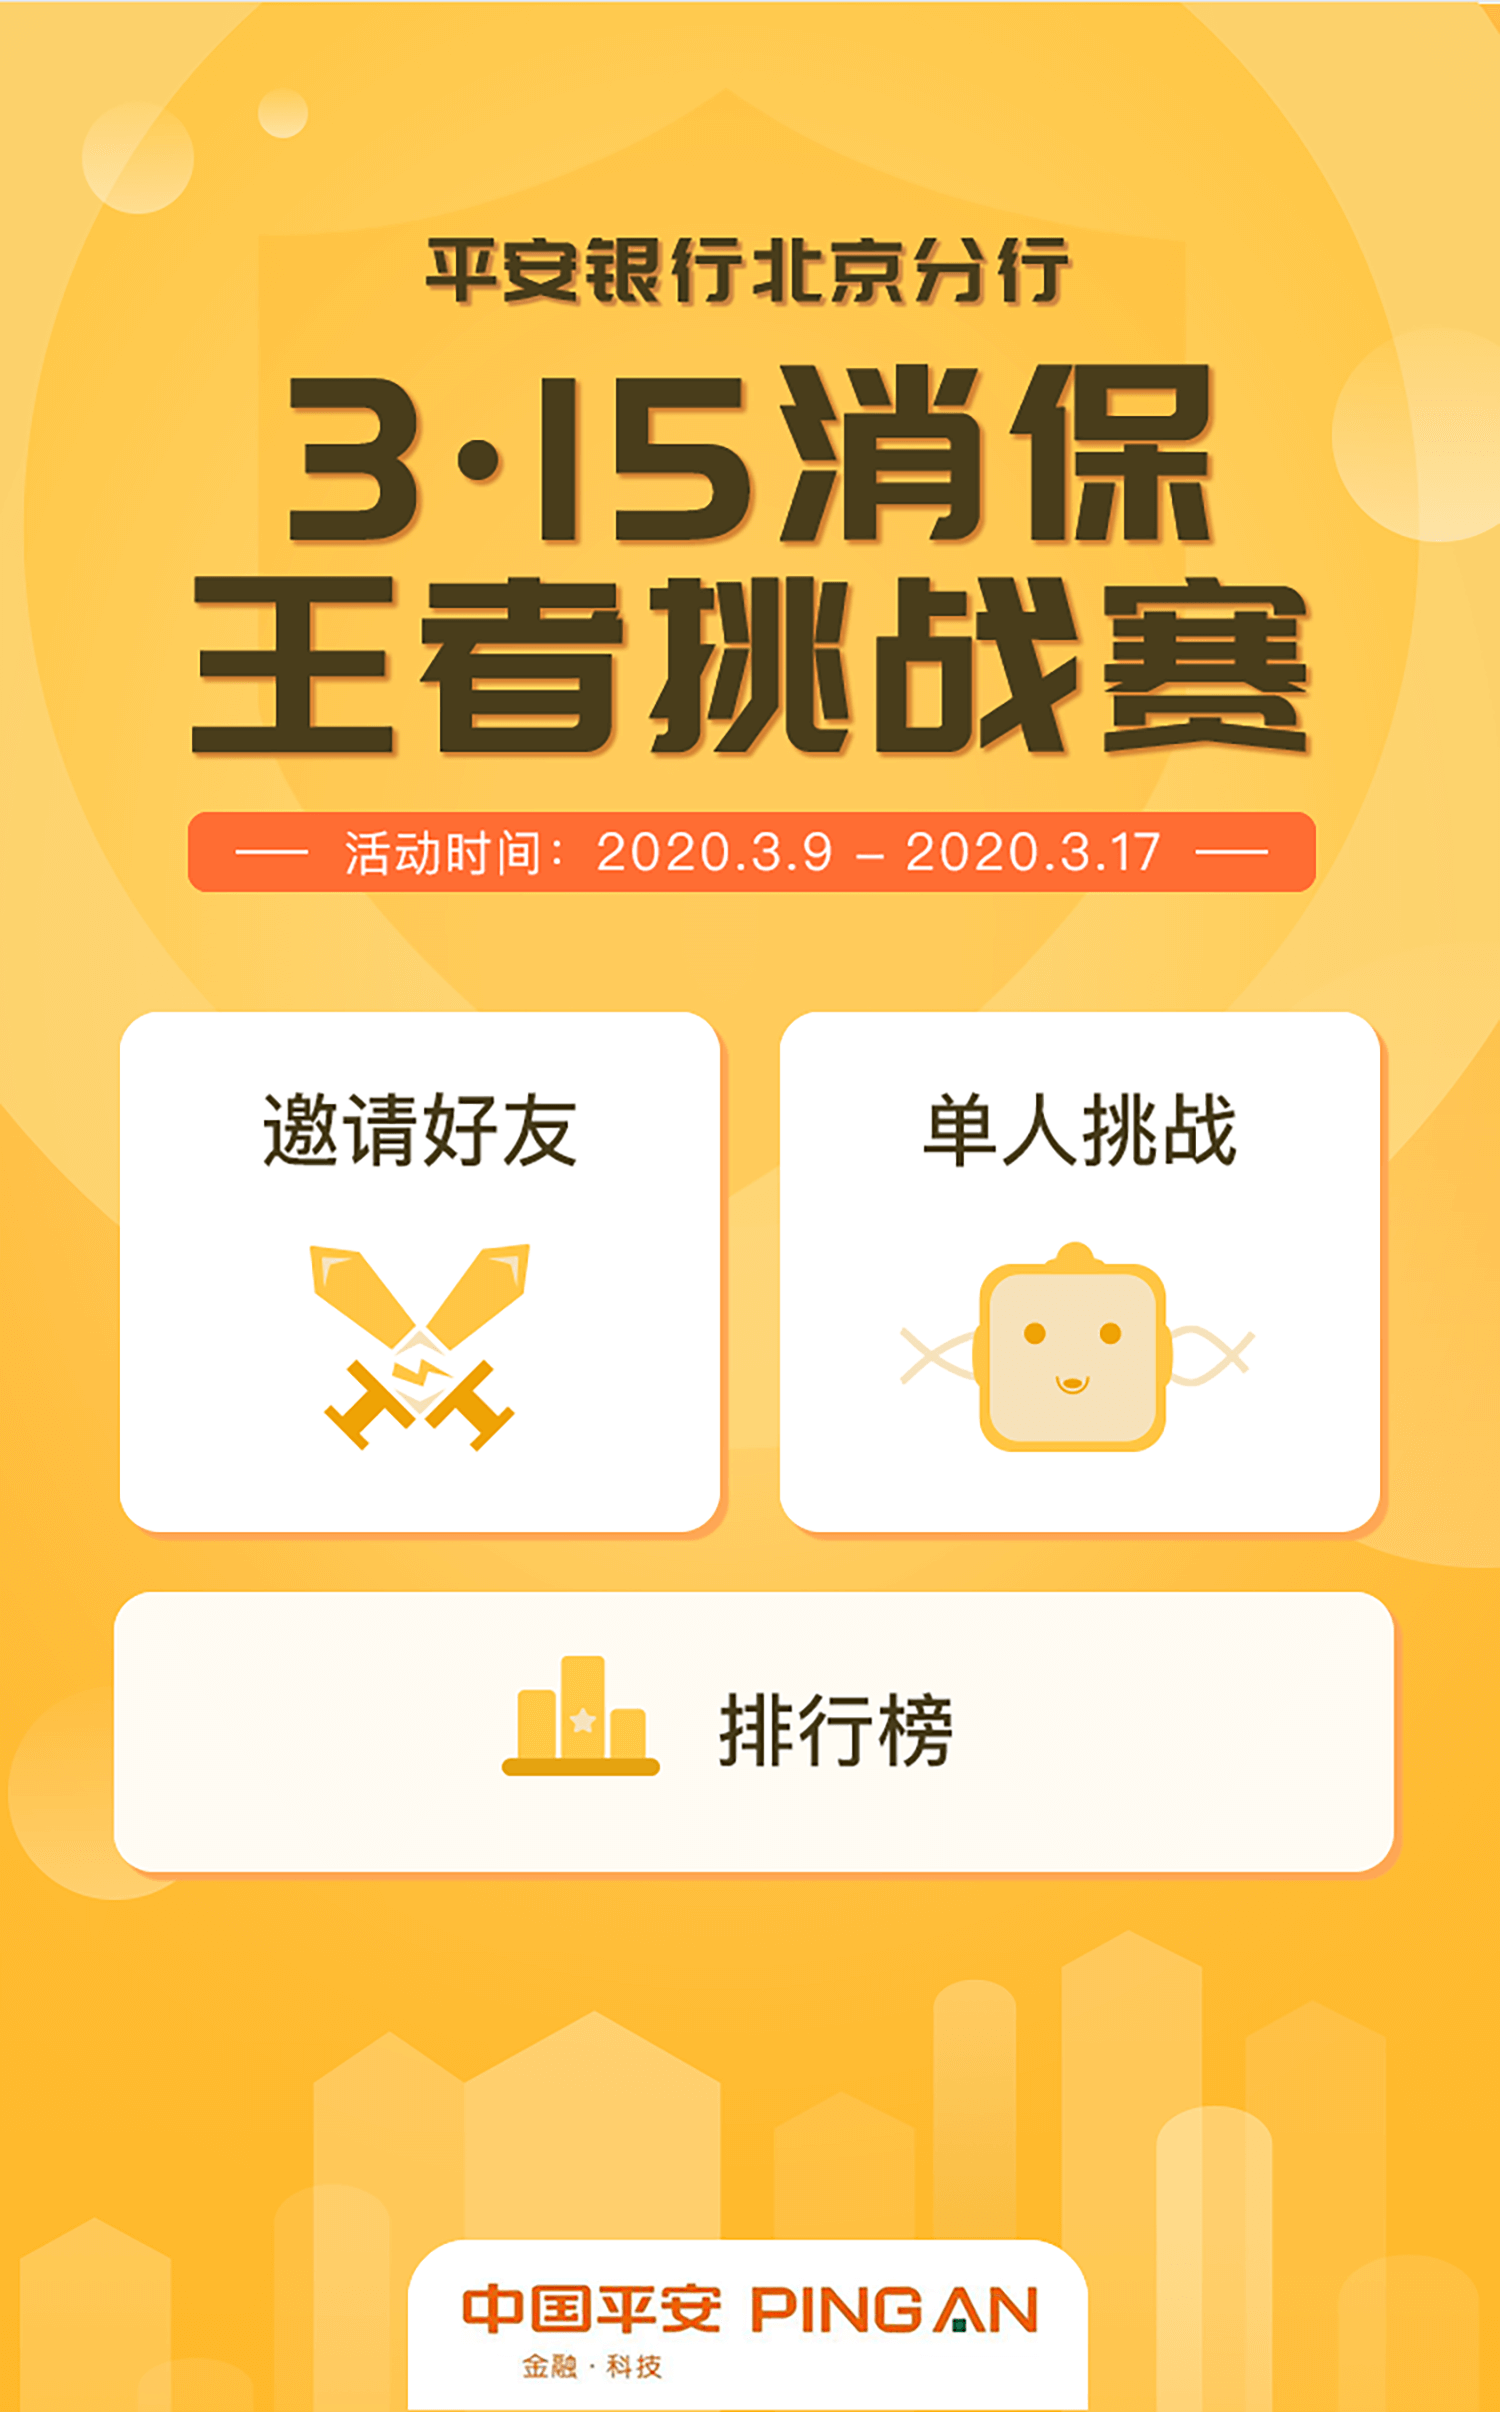 平安银行北京分行
3·15消保
王者挑战赛
活动时间：2020.3.9 – 2020.3.17
邀请好友
单人挑战
排行榜
中国平安 PINGAN
金融·科技